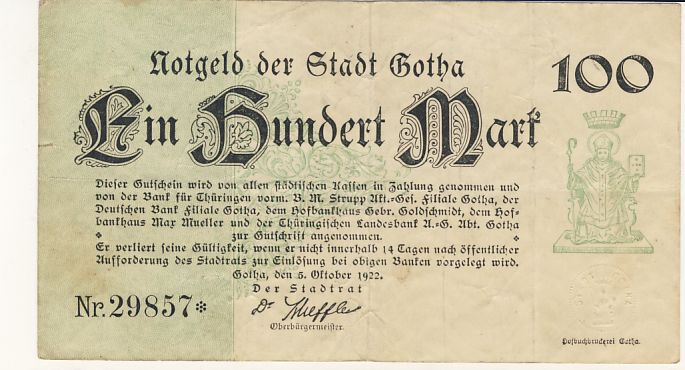 Notgeld der Stadt Gotha
100
Ein Hundert Mark
Dieser Gutschein wird von allen städtischen Kassen in Zahlung genommen und
von der Bank für Thüringen vorm. B. M. Strupp Akt.-Ges. Filiale Gotha, der
Deutschen Bank Filiale Gotha, dem Hofbankhaus Gebr. Goldschmidt, dem Hof-
bankhaus Max Mueller und der Thüringischen Landesbank A.-G. Abt. Gotha
* zur Gutschrift angenommen. *
Er verliert seine Gültigkeit, wenn er nicht innerhalb 14 Tagen nach öffentlicher
Aufforderung des Stadtrats zur Einlösung bei obigen Banken vorgelegt wird.
Gotha, den 5. Oktober 1922.
Der Stadtrat
Nr. 29857*
Dr. Scheffler
Oberbürgermeister.
Hofbuchdruckerei Gotha.